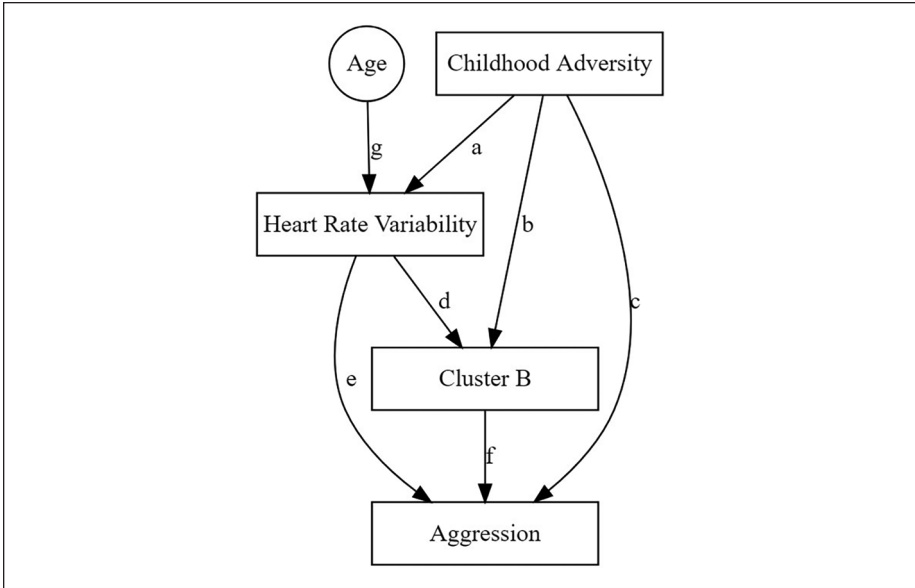 Age
Childhood Adversity
g
a
Heart Rate Variability
b
d
c
Cluster B
e
f
Aggression